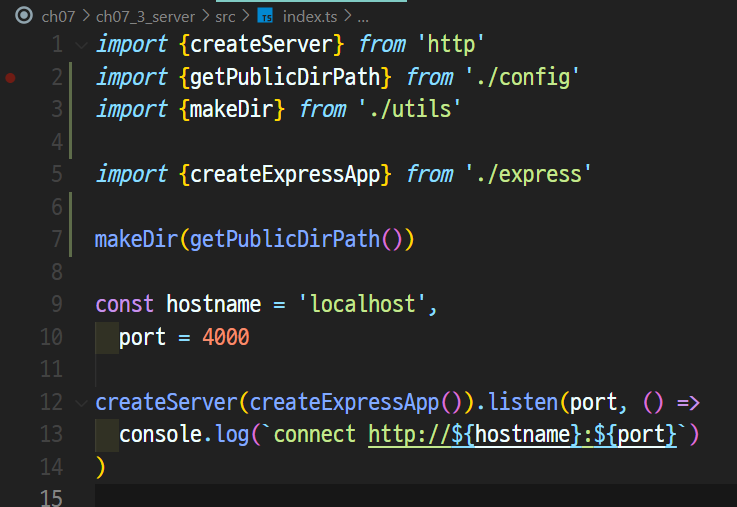 ch07 > ch07_3_server > src > TS index.ts > ...
1 import {createServer} from 'http'
2 import {getPublicDirPath} from './config'
3 import {makeDir} from './utils'
4
5 import {createExpressApp} from './express'
6
7 makeDir(getPublicDirPath())
8
9 const hostname = 'localhost',
10 port = 4000
11
12 createServer(createExpressApp()).listen(port, () =>
13 console.log(`connect http://${hostname}:${port}`)
14 )
15